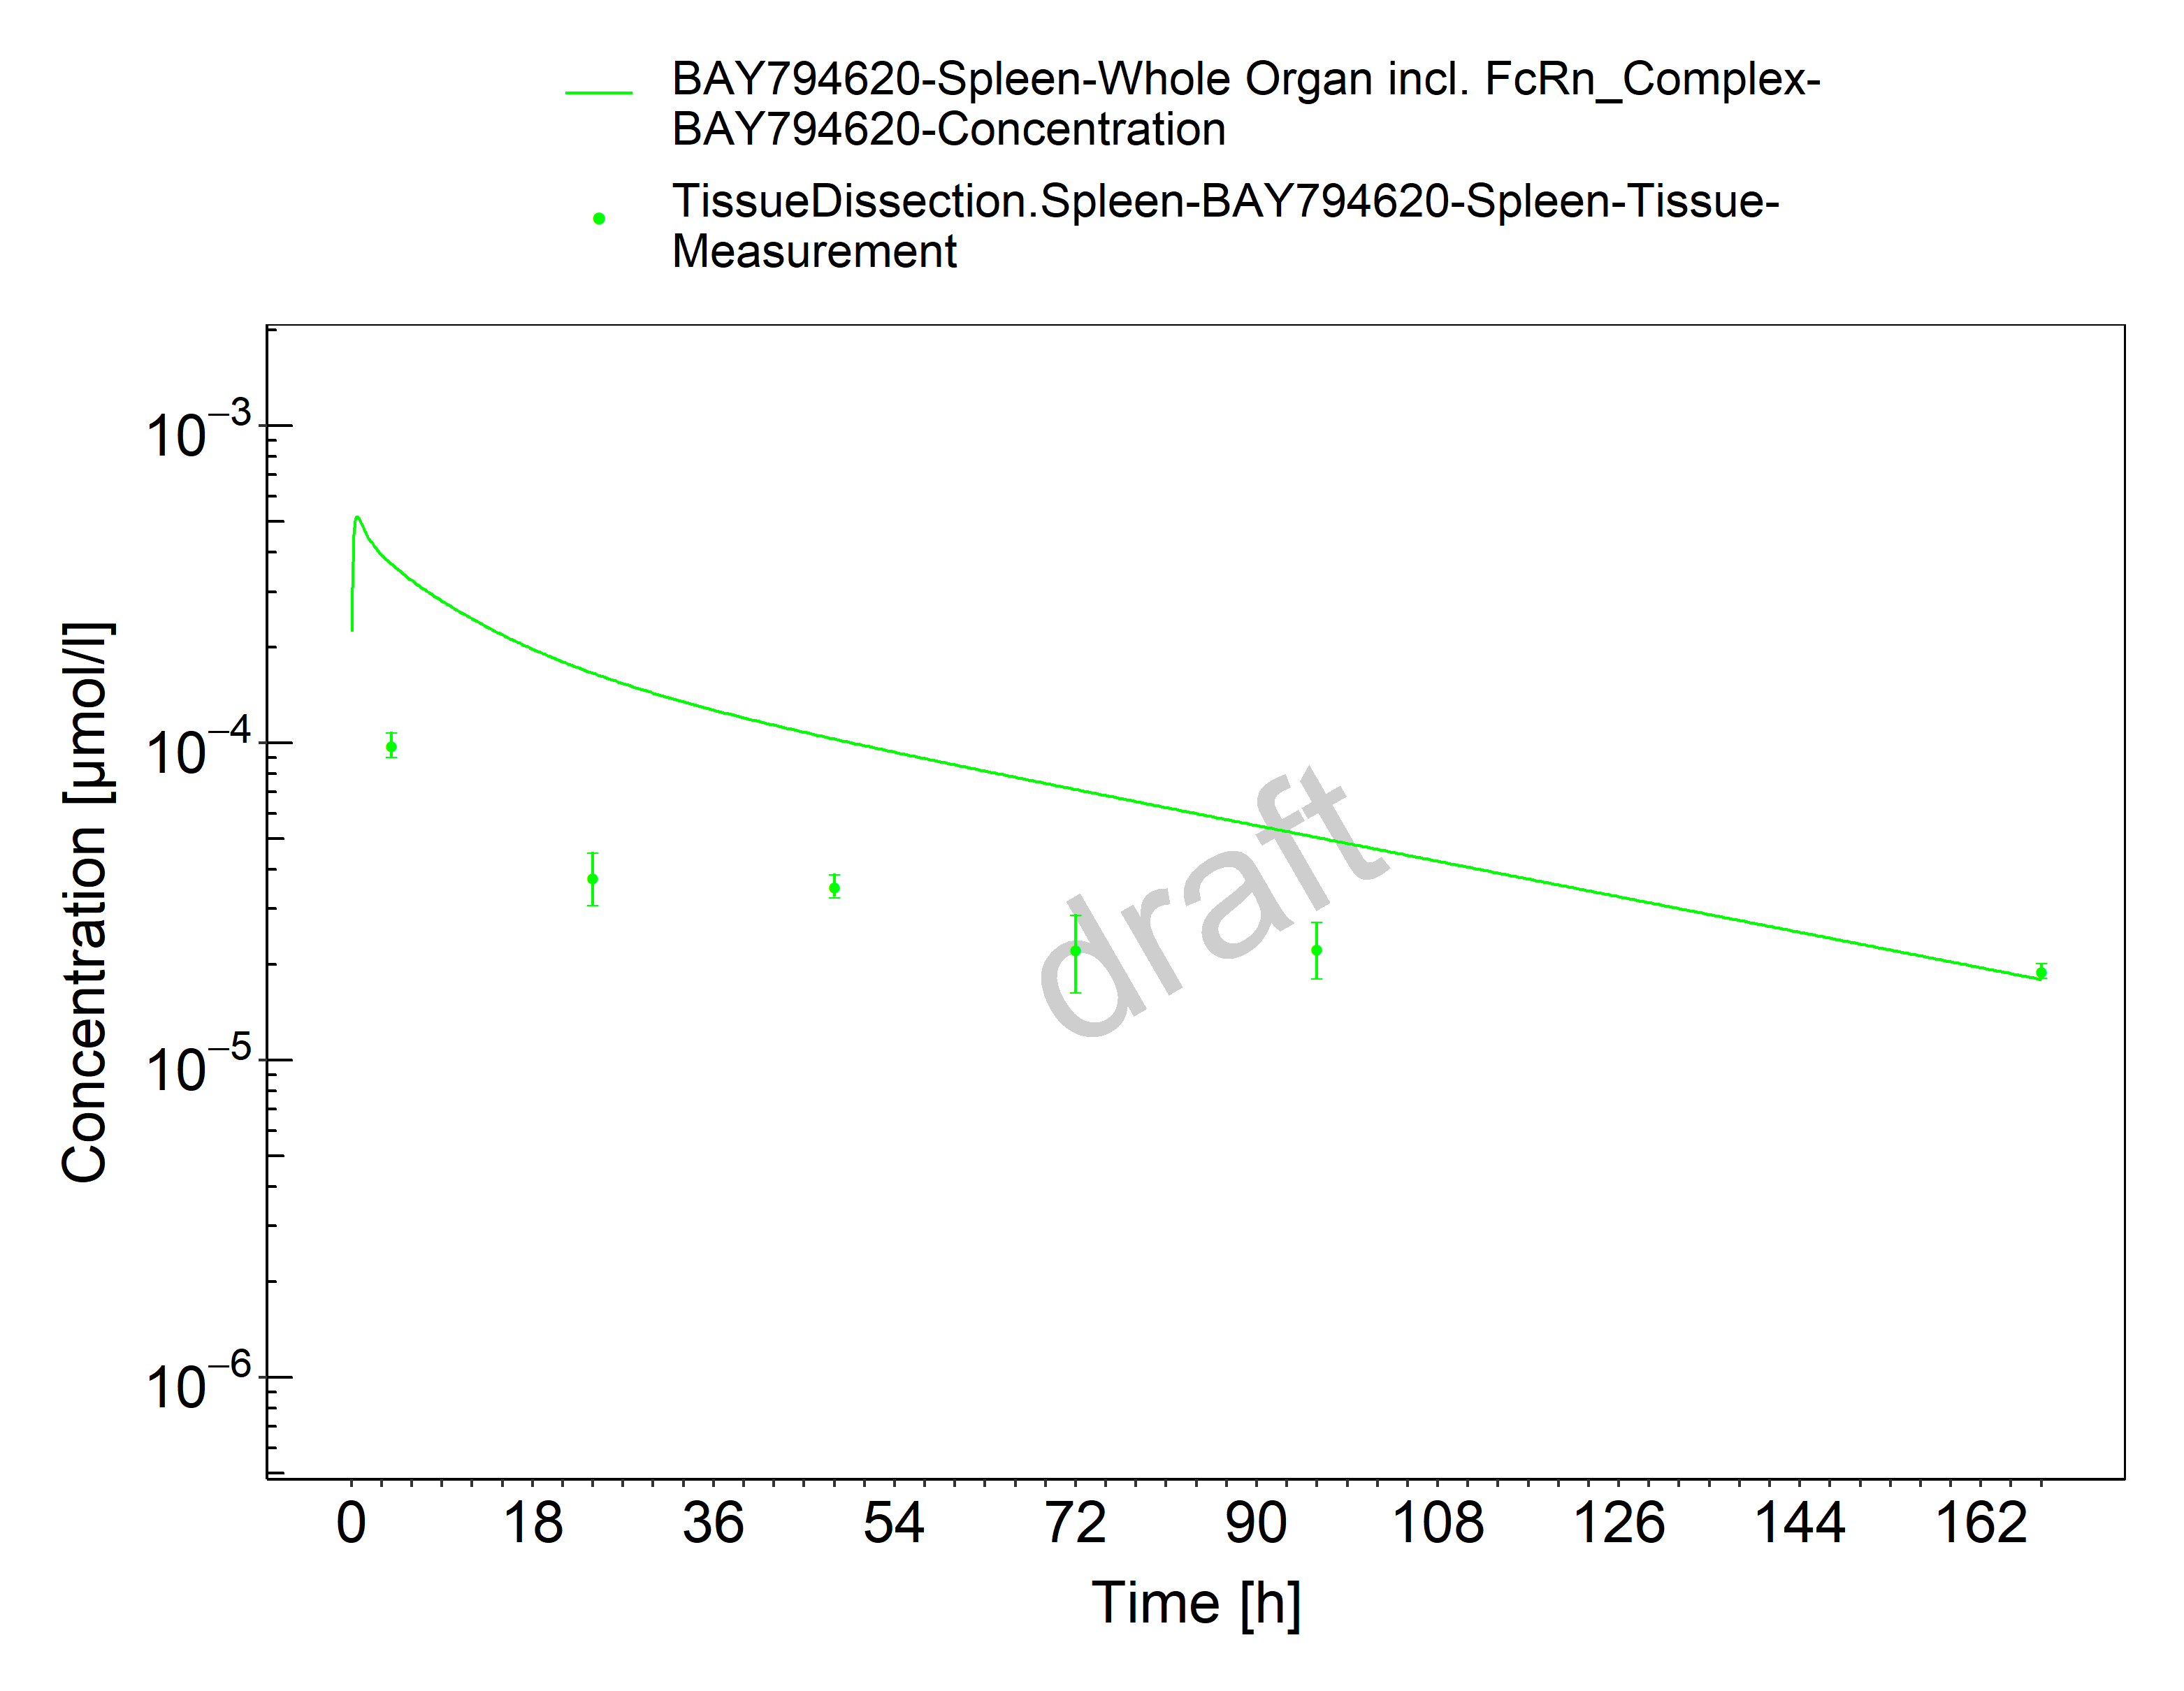 BAY794620-Spleen-Whole Organ incl. FcRn_Complex-
BAY794620-Concentration
TissueDissection.Spleen-BAY794620-Spleen-Tissue-
Measurement
10−3
10−4
10−5
10−6
Concentration [µmol/l]
draft
0 18 36 54 72 90 108 126 144 162
Time [h]